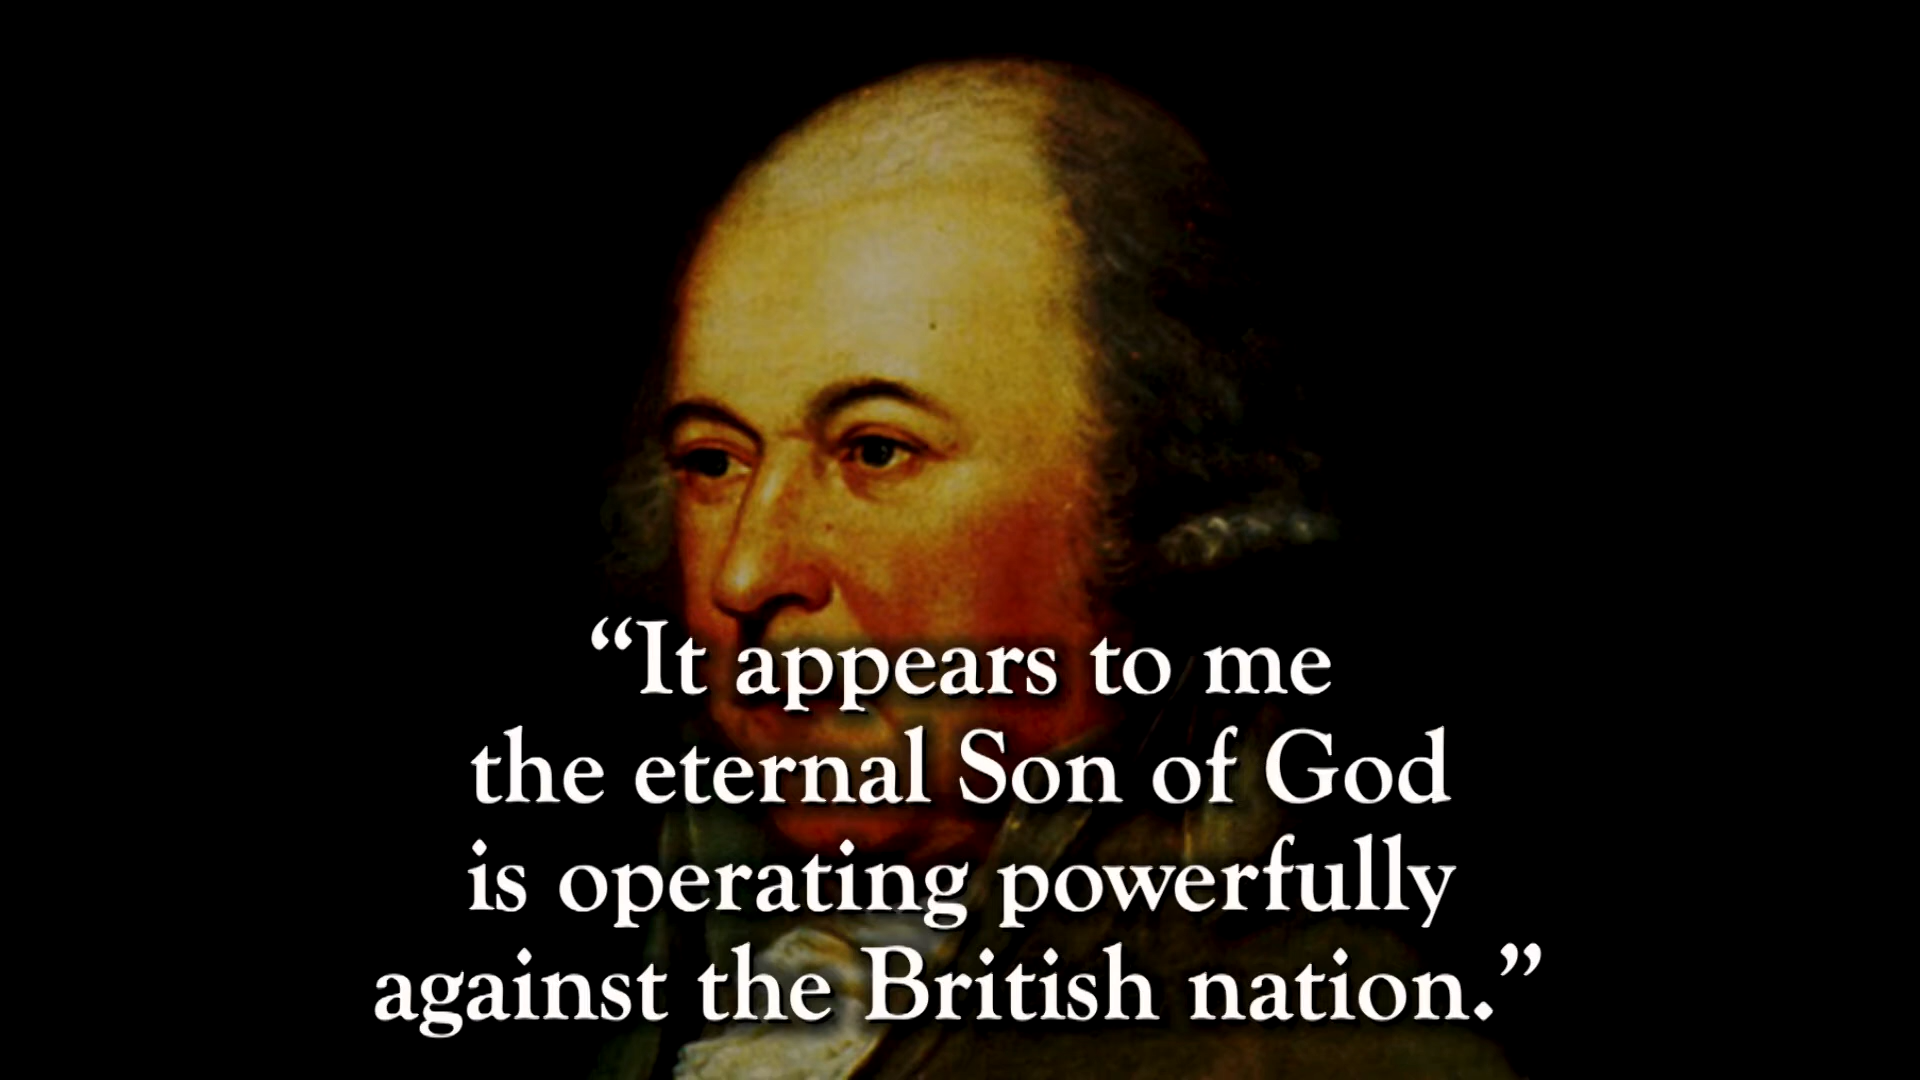 “It appears to me
the eternal Son of God
is operating powerfully
against the British nation.”